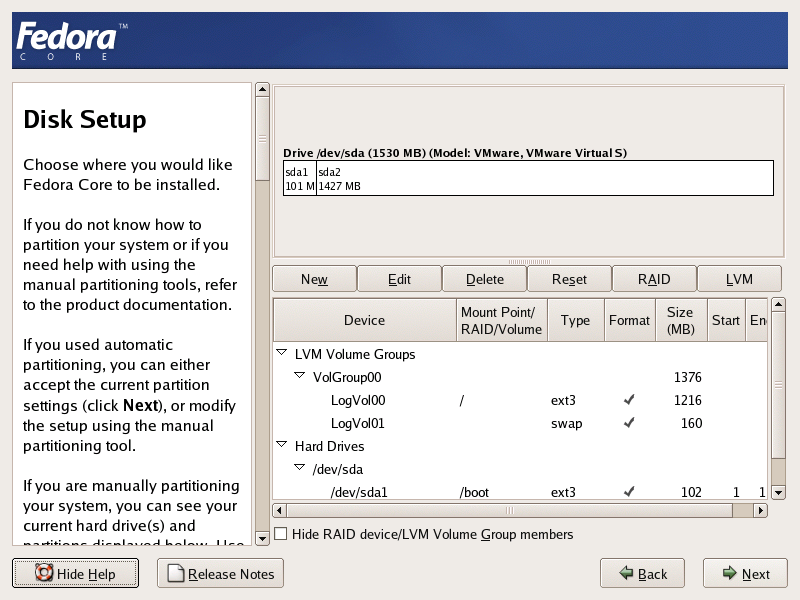 Fedora™
CORE
Disk Setup
Choose where you would like
Fedora Core to be installed.
If you do not know how to
partition your system or if you
need help with using the
manual partitioning tools, refer
to the product documentation.
If you used automatic
partitioning, you can either
accept the current partition
settings (click Next), or modify
the setup using the manual
partitioning tool.
If you are manually partitioning
your system, you can see your
current hard drive(s) and
partitions displayed below. Use
Drive /dev/sda (1530 MB) (Model: VMware, VMware Virtual S)
sda1 sda2
101 M 1427 MB
New Edit Delete Reset RAID LVM
Device Mount Point/ RAID/Volume Type Format Size (MB) Start En
LVM Volume Groups
VolGroup00 1376
LogVol00 / ext3 ✓ 1216
LogVol01 swap ✓ 160
Hard Drives
/dev/sda
/dev/sda1 /boot ext3 ✓ 102 1 1
Hide RAID device/LVM Volume Group members
Hide Help Release Notes Back Next